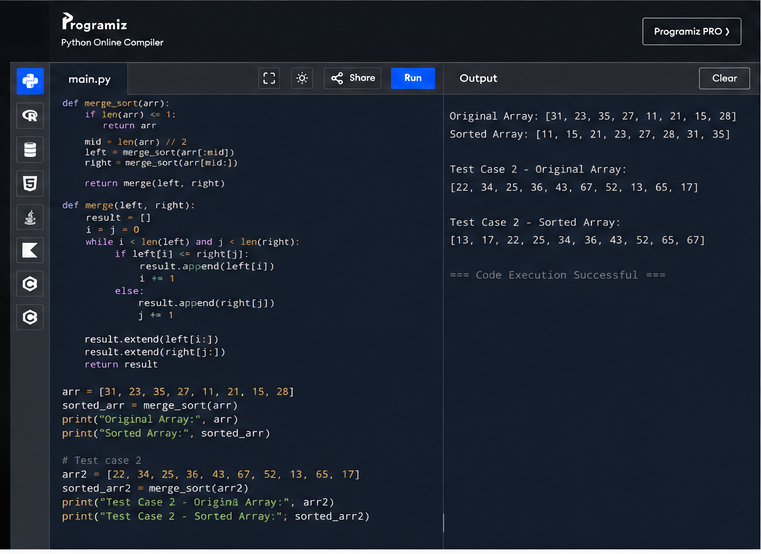 Programiz
Python Online Compiler
Programiz PRO ❯
main.py
Share
Run
Output
Clear
def merge_sort(arr):
    if len(arr) <= 1:
        return arr
    mid = len(arr) // 2
    left = merge_sort(arr[:mid])
    right = merge_sort(arr[mid:])
    return merge(left, right)
def merge(left, right):
    result = []
    i = j = 0
    while i < len(left) and j < len(right):
        if left[i] <= right[j]:
            result.append(left[i])
            i += 1
        else:
            result.append(right[j])
            j += 1
    result.extend(left[i:])
    result.extend(right[j:])
    return result
arr = [31, 23, 35, 27, 11, 21, 15, 28]
sorted_arr = merge_sort(arr)
print("Original Array:", arr)
print("Sorted Array:", sorted_arr)
# Test case 2
arr2 = [22, 34, 25, 36, 43, 67, 52, 13, 65, 17]
sorted_arr2 = merge_sort(arr2)
print("Test Case 2 - Original Array:", arr2)
print("Test Case 2 - Sorted Array:"; sorted_arr2)
Original Array: [31, 23, 35, 27, 11, 21, 15, 28]
Sorted Array: [11, 15, 21, 23, 27, 28, 31, 35]
Test Case 2 - Original Array:
[22, 34, 25, 36, 43, 67, 52, 13, 65, 17]
Test Case 2 - Sorted Array:
[13, 17, 22, 25, 34, 36, 43, 52, 65, 67]
=== Code Execution Successful ===